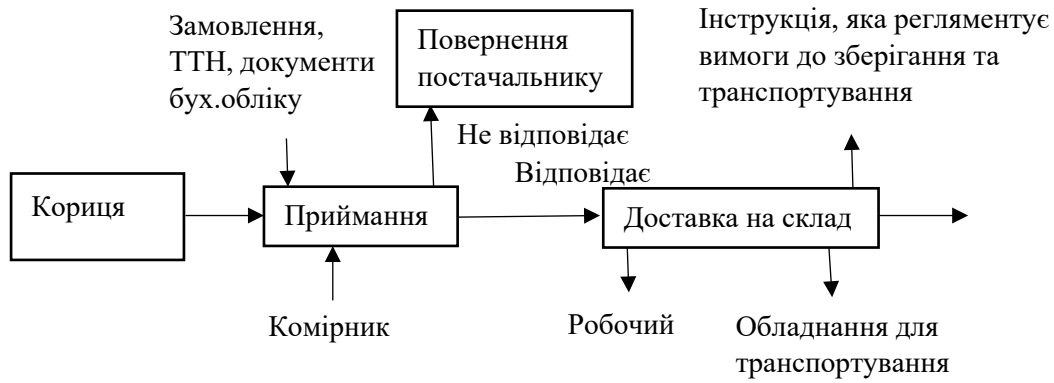 Замовлення,
ТТН, документи
бух.обліку
Повернення
постачальнику
Інструкція, яка регляментує
вимоги до зберігання та
транспортування
Не відповідає
Відповідає
Кориця
Приймання
Доставка на склад
Комірник
Робочий
Обладнання для
транспортування